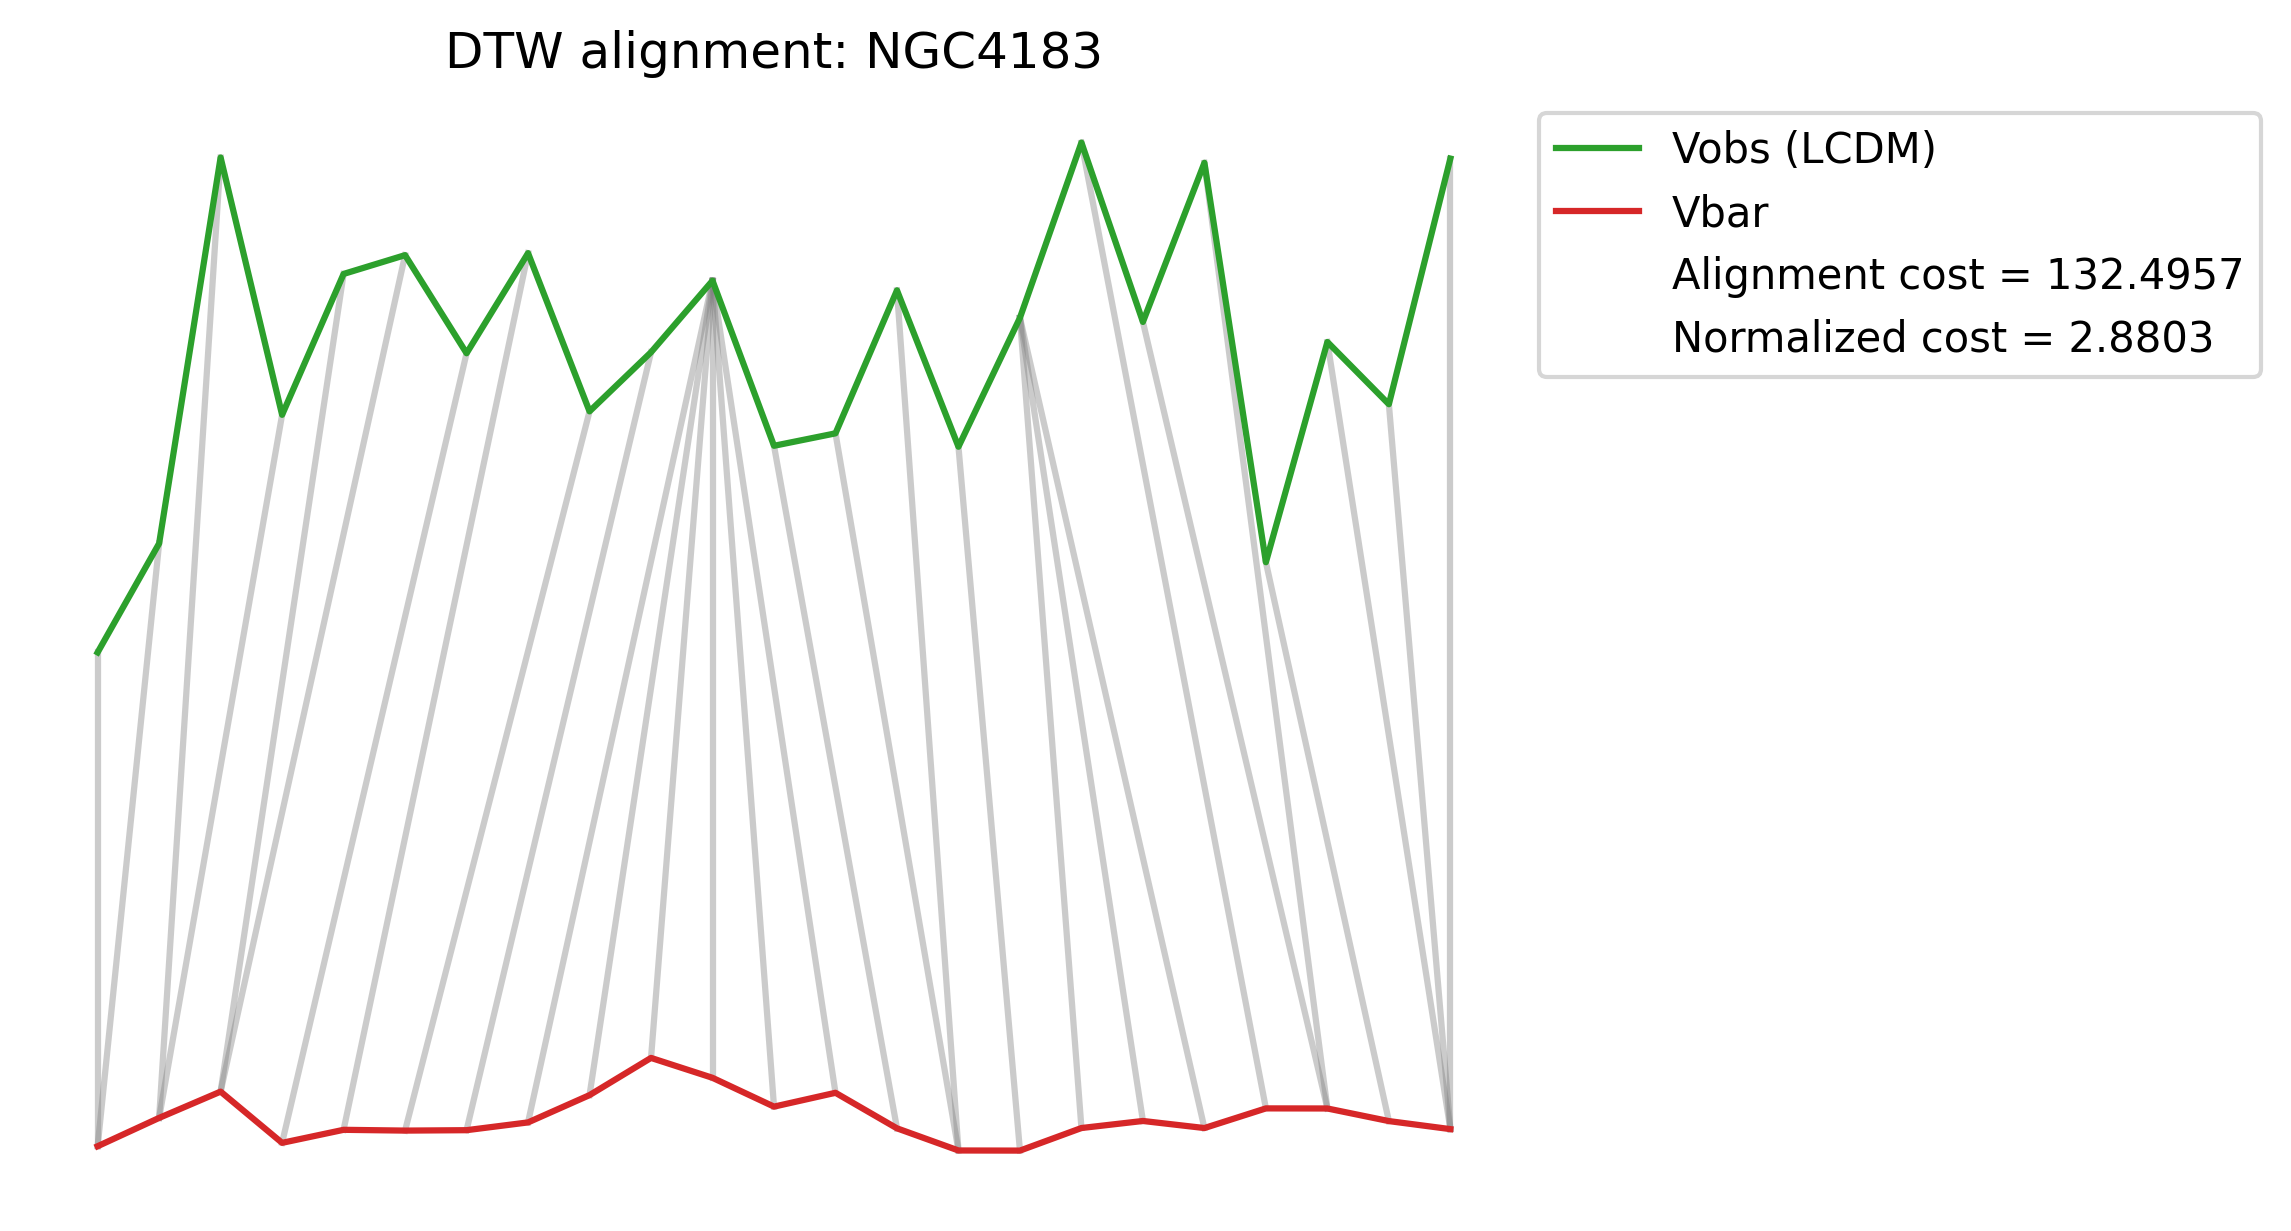 DTW alignment: NGC4183
Vobs (LCDM)
Vbar
Alignment cost = 132.4957
Normalized cost = 2.8803